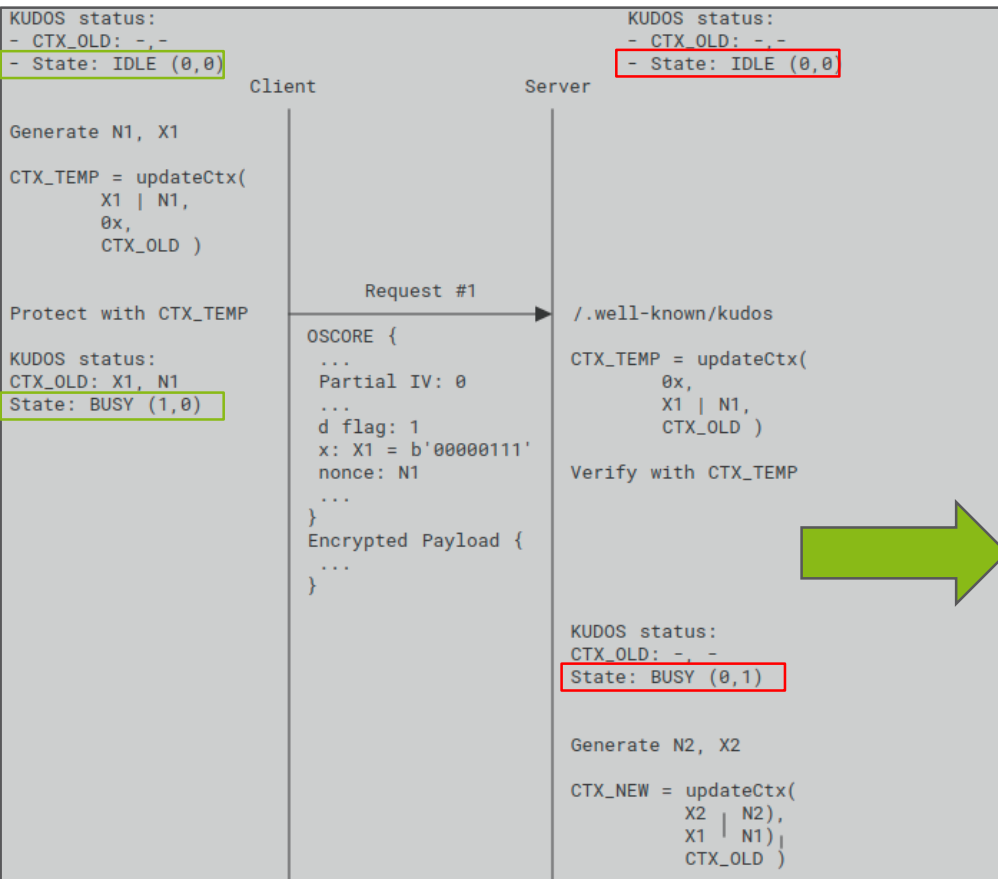 KUDOS status:
- CTX_OLD: -,-
- State: IDLE (0,0)
KUDOS status:
- CTX_OLD: -,-
- State: IDLE (0,0)
Client
Server
Generate N1, X1
CTX_TEMP = updateCtx(
X1 | N1,
0x,
CTX_OLD )
Request #1
Protect with CTX_TEMP
/.well-known/kudos
KUDOS status:
CTX_OLD: X1, N1
State: BUSY (1,0)
OSCORE {
...
Partial IV: 0
...
d flag: 1
x: X1 = b'00000111'
nonce: N1
...
}
Encrypted Payload {
...
}
CTX_TEMP = updateCtx(
0x,
X1 | N1,
CTX_OLD )
Verify with CTX_TEMP
KUDOS status:
CTX_OLD: -, -
State: BUSY (0,1)
Generate N2, X2
CTX_NEW = updateCtx(
X2 | N2),
X1 | N1)|
CTX_OLD )